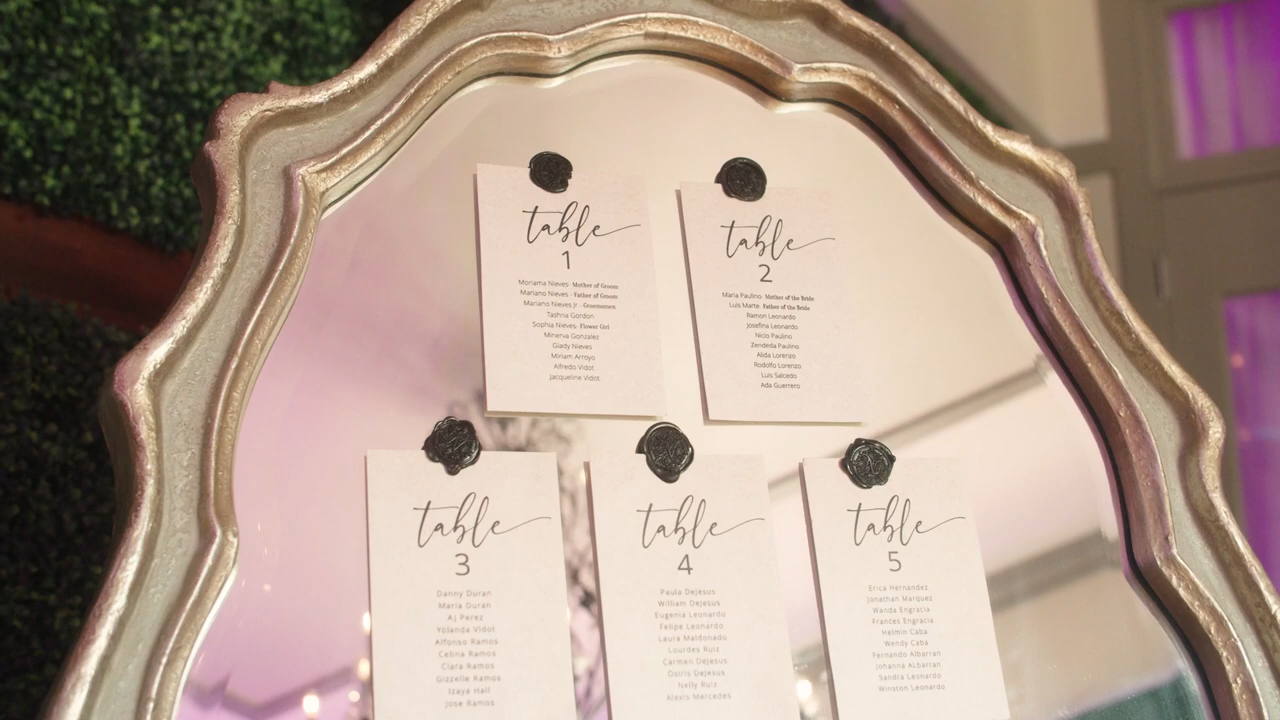 table
1
Moriama Nieves- Mother of Groom
Mariano Nieves - Father of Groom
Mariano Nieves Jr - Groomsmen
Tashna Gordon
Sophia Nieves- Flower Girl
Minerva Gonzalez
Glady Nieves
Miriam Arroyo
Alfredo Vidot
Jacqueline Vidot
table
2
Maria Paulino- Mother of the Bride
Luis Marte- Father of the Bride
Ramon Leonardo
Josefina Leonardo
Nicio Paulino
Zendeda Paulino
Alida Lorenzo
Rodolfo Lorenzo
Luis Salcedo
Ada Guerrero
table
3
Danny Duran
Maria Duran
AJ Perez
Yolanda Vidot
Alfonso Ramos
Celina Ramos
Clara Ramos
Gizzelle Ramos
Izaya Hall
Jose Ramos
table
4
Paula DeJesus
William DeJesus
Eugenia Leonardo
Felipe Leonardo
Laura Maldonado
Lourdes Ruiz
Carmen DeJesus
Osiris DeJesus
Nelly Ruiz
Alexis Mercedes
table
5
Erica Hernandez
Jonathan Marquez
Wanda Engracia
Frances Engracia
Helmin Caba
Wendy Caba
Fernando Albarran
Johanna ALbarran
Sandra Leonardo
Winston Leonardo